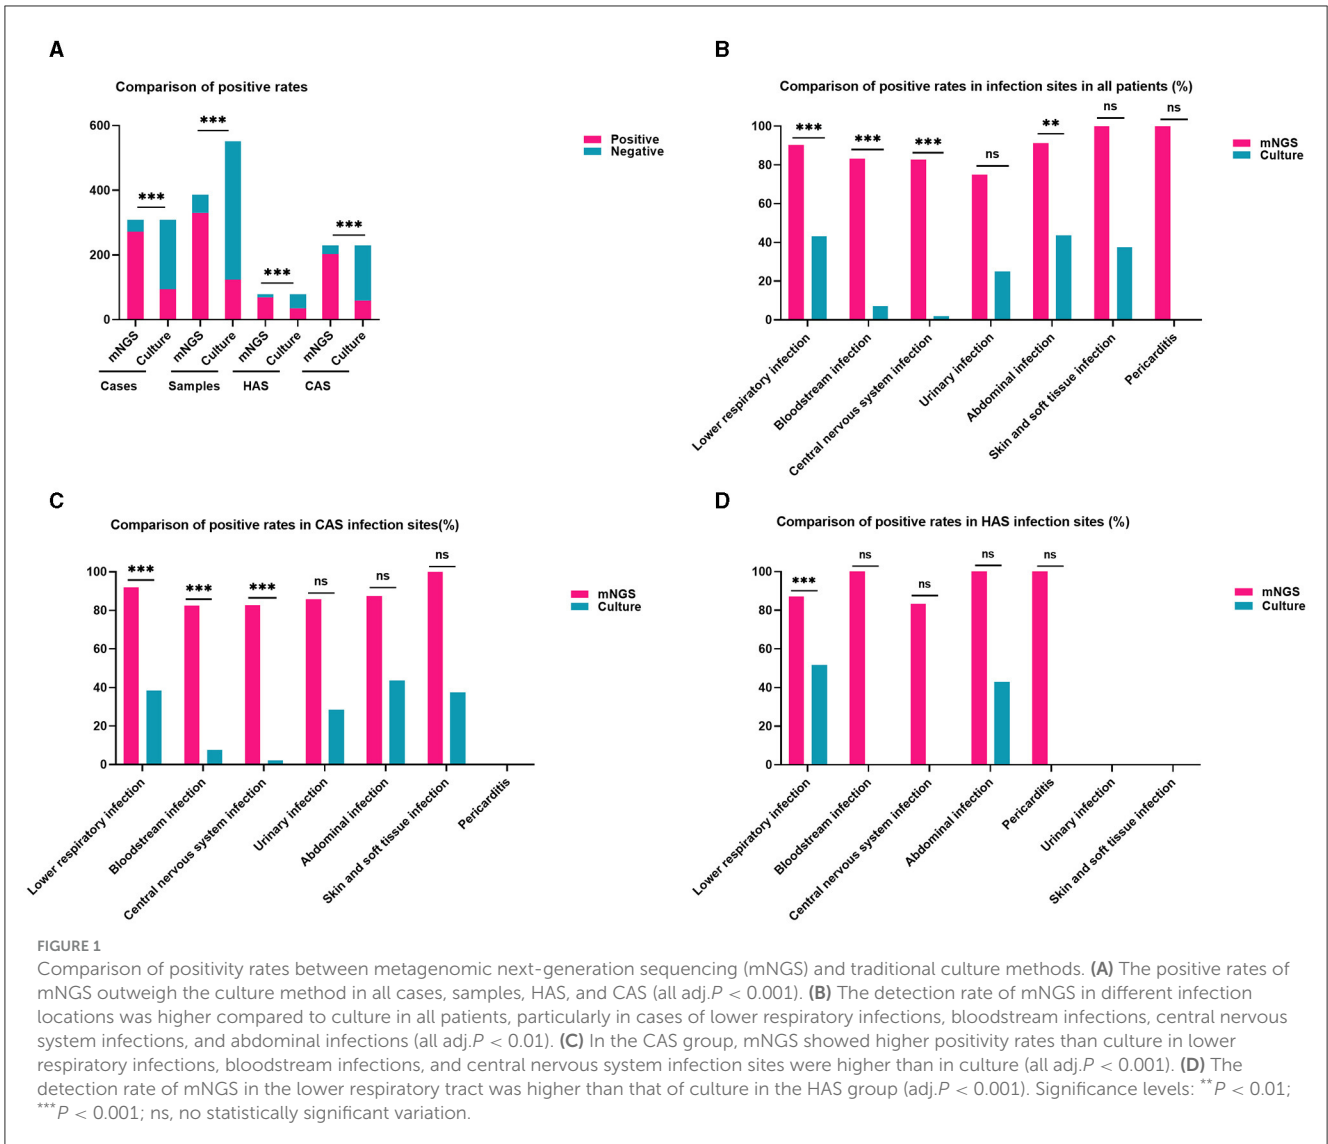 A
Comparison of positive rates
Positive
Negative
600
400
200
0
***
***
***
***
mNGS
Culture
mNGS
Culture
mNGS
Culture
mNGS
Culture
Cases
Samples
HAS
CAS
B
Comparison of positive rates in infection sites in all patients (%)
mNGS
Culture
100
80
60
40
20
0
***
***
***
ns
**
ns
ns
Lower respiratory infection
Bloodstream infection
Central nervous system infection
Urinary infection
Abdominal infection
Skin and soft tissue infection
Pericarditis
C
Comparison of positive rates in CAS infection sites(%)
mNGS
Culture
100
80
60
40
20
0
***
***
***
ns
ns
ns
Lower respiratory infection
Bloodstream infection
Central nervous system infection
Urinary infection
Abdominal infection
Skin and soft tissue infection
Pericarditis
D
Comparison of positive rates in HAS infection sites (%)
mNGS
Culture
100
80
60
40
20
0
***
ns
ns
ns
ns
Lower respiratory infection
Bloodstream infection
Central nervous system infection
Abdominal infection
Pericarditis
Urinary infection
Skin and soft tissue infection
FIGURE 1
Comparison of positivity rates between metagenomic next-generation sequencing (mNGS) and traditional culture methods. (A) The positive rates of
mNGS outweigh the culture method in all cases, samples, HAS, and CAS (all adj.P < 0.001). (B) The detection rate of mNGS in different infection
locations was higher compared to culture in all patients, particularly in cases of lower respiratory infections, bloodstream infections, central nervous
system infections, and abdominal infections (all adj.P < 0.01). (C) In the CAS group, mNGS showed higher positivity rates than culture in lower
respiratory infections, bloodstream infections, and central nervous system infection sites were higher than in culture (all adj.P < 0.001). (D) The
detection rate of mNGS in the lower respiratory tract was higher than that of culture in the HAS group (adj.P < 0.001). Significance levels: **P < 0.01;
***P < 0.001; ns, no statistically significant variation.